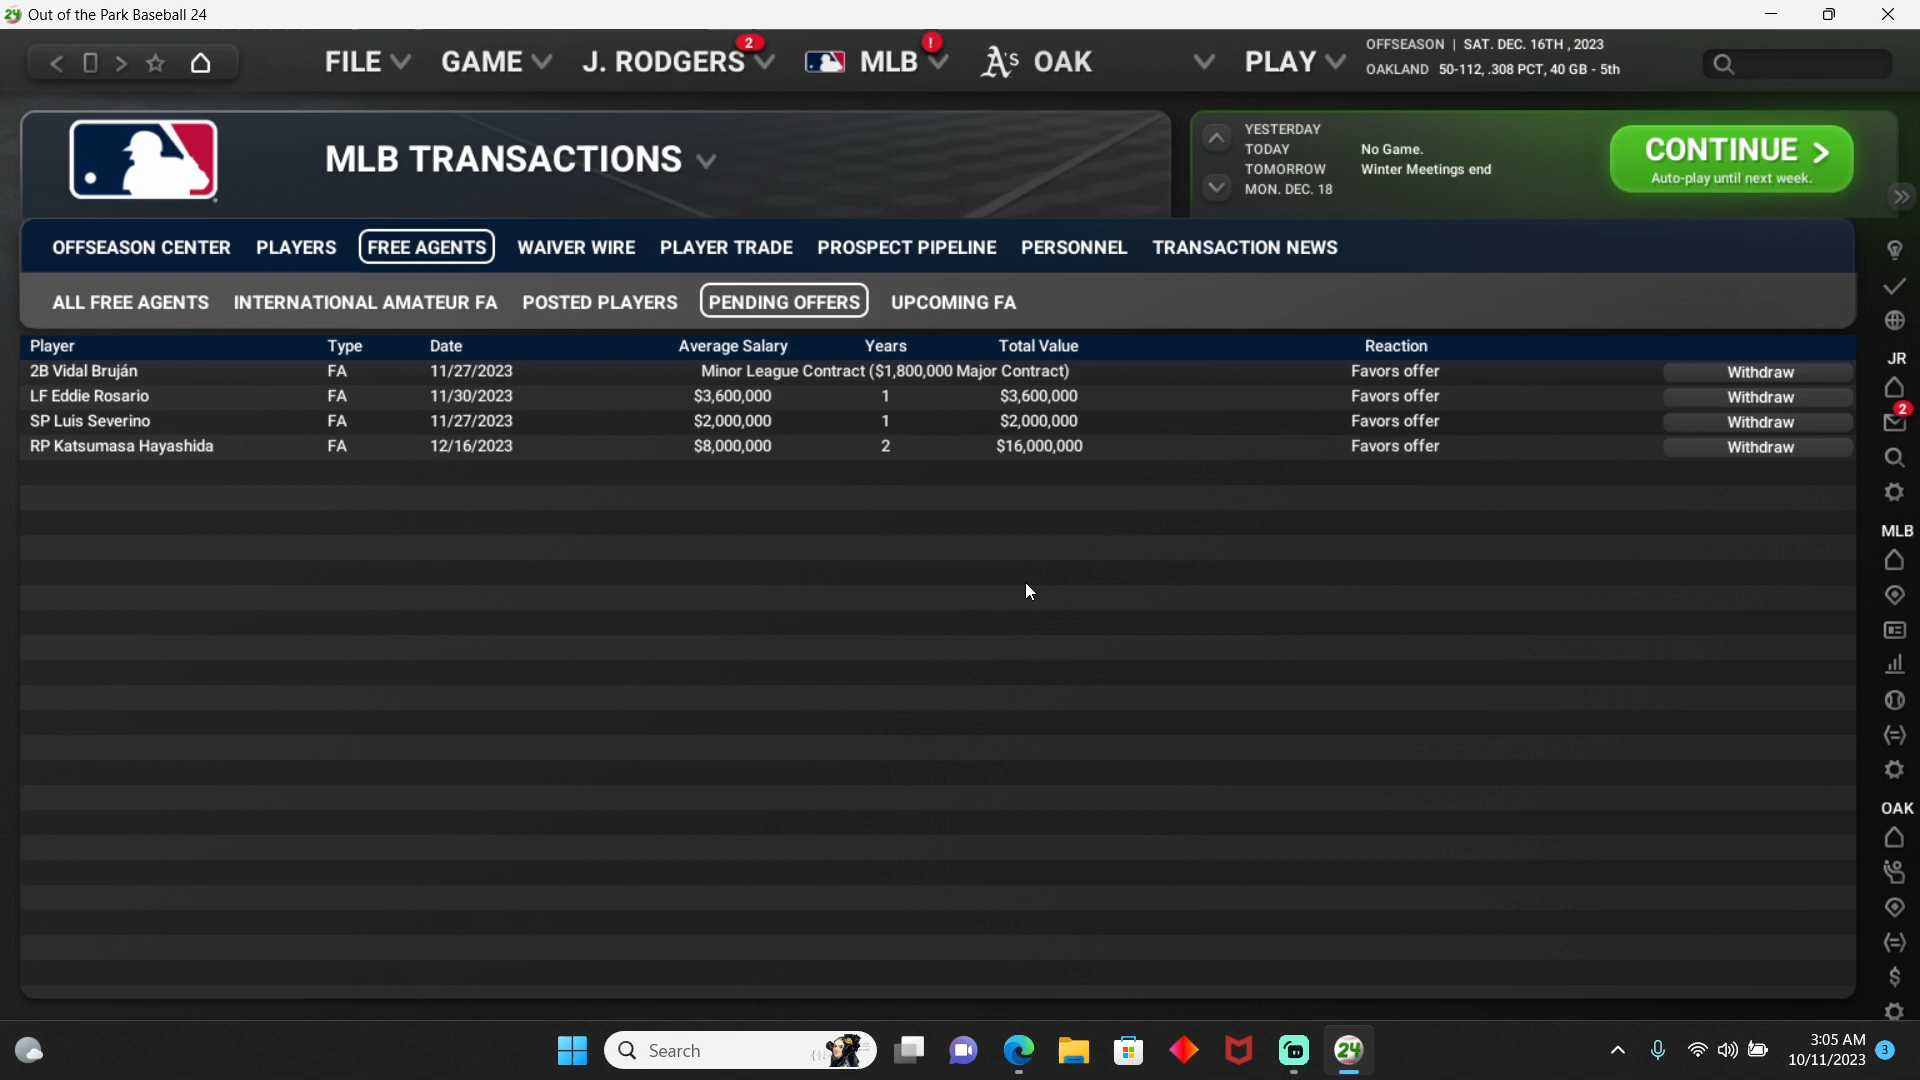 Out of the Park Baseball 24
FILE GAME J. RODGERS 2 MLB ! A's OAK PLAY
OFFSEASON | SAT. DEC. 16TH , 2023
OAKLAND 50-112, .308 PCT, 40 GB - 5th
MLB TRANSACTIONS
YESTERDAY
TODAY No Game.
TOMORROW Winter Meetings end
MON. DEC. 18
CONTINUE >
Auto-play until next week.
OFFSEASON CENTER PLAYERS FREE AGENTS WAIVER WIRE PLAYER TRADE PROSPECT PIPELINE PERSONNEL TRANSACTION NEWS
ALL FREE AGENTS INTERNATIONAL AMATEUR FA POSTED PLAYERS PENDING OFFERS UPCOMING FA
Player Type Date Average Salary Years Total Value Reaction
2B Vidal Bruján FA 11/27/2023 Minor League Contract ($1,800,000 Major Contract) Favors offer Withdraw
LF Eddie Rosario FA 11/30/2023 $3,600,000 1 $3,600,000 Favors offer Withdraw
SP Luis Severino FA 11/27/2023 $2,000,000 1 $2,000,000 Favors offer Withdraw
RP Katsumasa Hayashida FA 12/16/2023 $8,000,000 2 $16,000,000 Favors offer Withdraw
JR
2
MLB
OAK
Search
24
3:05 AM
10/11/2023 3